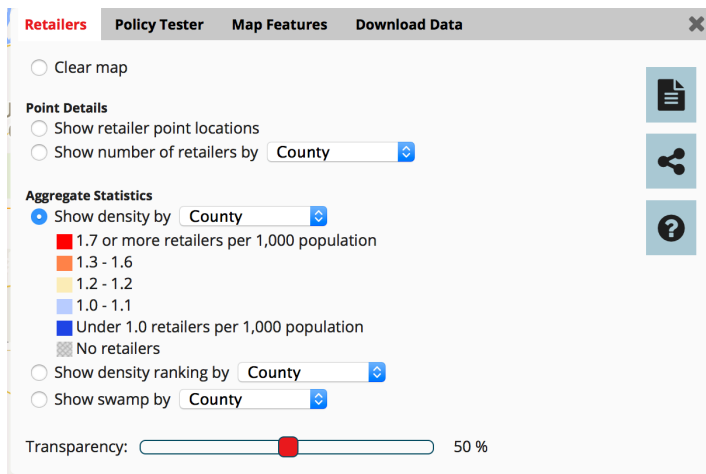 Retailers Policy Tester Map Features Download Data
Clear map
Point Details
Show retailer point locations
Show number of retailers by County
Aggregate Statistics
Show density by County
1.7 or more retailers per 1,000 population
1.3 - 1.6
1.2 - 1.2
1.0 - 1.1
Under 1.0 retailers per 1,000 population
No retailers
Show density ranking by County
Show swamp by County
Transparency: 50 %